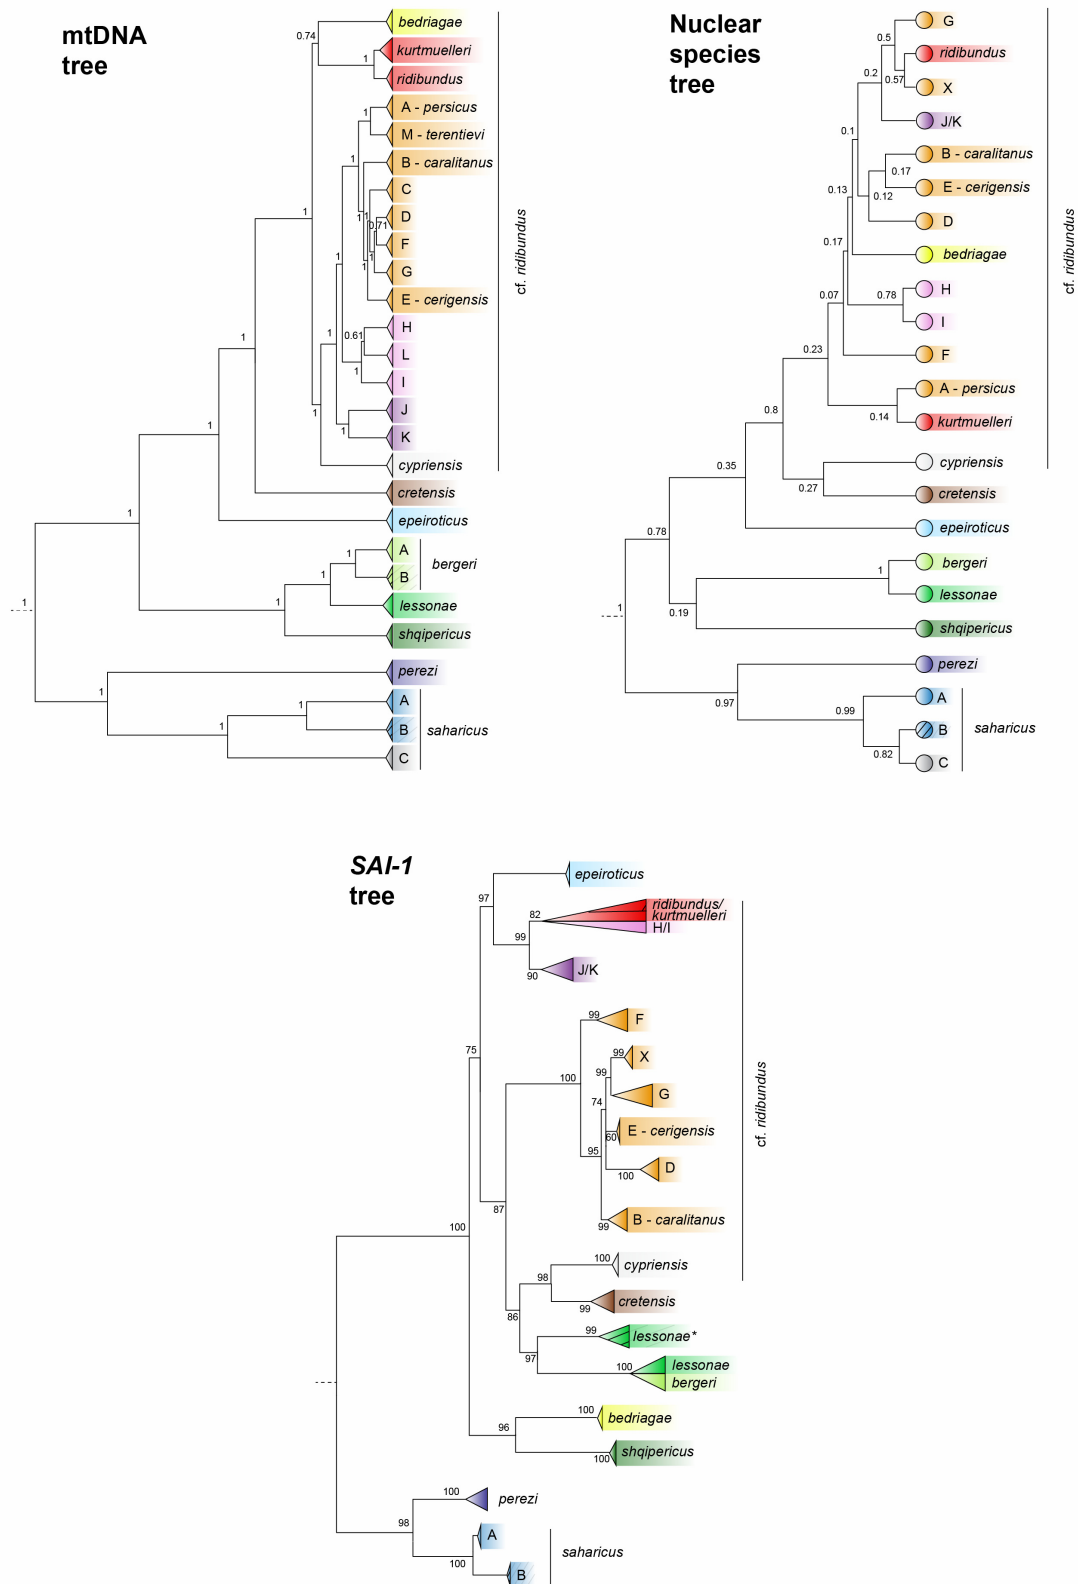 mtDNA
tree
bedriagae
0.74
kurtmuelleri
1
ridibundus
A - persicus
1
M - terentievi
1
B - caralitanus
C
1
D
1
0.71
F
1
G
1
E - cerigensis
1
H
0.61
L
1
I
1
J
1
K
1
cypriensis
cf. ridibundus
1
cretensis
1
epeiroticus
1
A
1
B
bergeri
1
lessonae
1
shqipericus
1
perezi
1
A
1
B
1
C
saharicus
1
Nuclear
species
tree
G
0.5
ridibundus
0.57
X
0.2
J/K
0.1
B - caralitanus
0.17
E - cerigensis
0.12
D
0.13
bedriagae
0.17
H
0.78
I
0.07
F
0.23
A - persicus
0.14
kurtmuelleri
cf. ridibundus
0.8
cypriensis
0.27
cretensis
0.35
epeiroticus
0.78
bergeri
1
lessonae
0.19
shqipericus
1
perezi
0.97
A
0.99
B
0.82
C
saharicus
SAI-1
tree
epeiroticus
97
ridibundus/
kurtmuelleri
82
H/I
99
J/K
90
F
99
X
99
99
G
100
74
E - cerigensis
60
D
100
95
B - caralitanus
99
75
cf. ridibundus
87
cypriensis
100
98
cretensis
99
86
lessonae*
99
97
lessonae
100
bergeri
100
bedriagae
100
96
shqipericus
100
perezi
100
98
A
100
B
saharicus